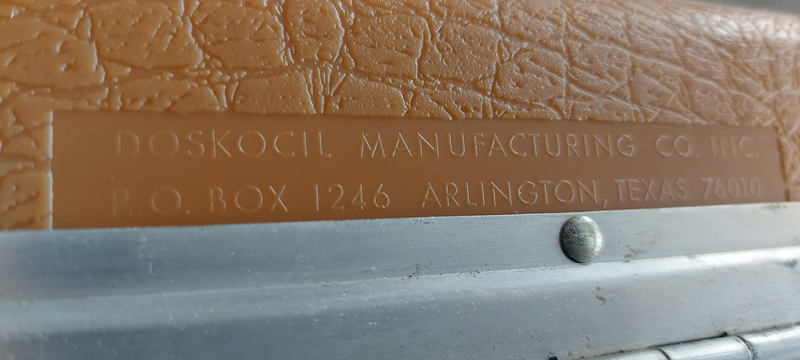 DOSKOCIL MANUFACTURING CO. INC.
P.O. BOX 1246 ARLINGTON, TEXAS 76010